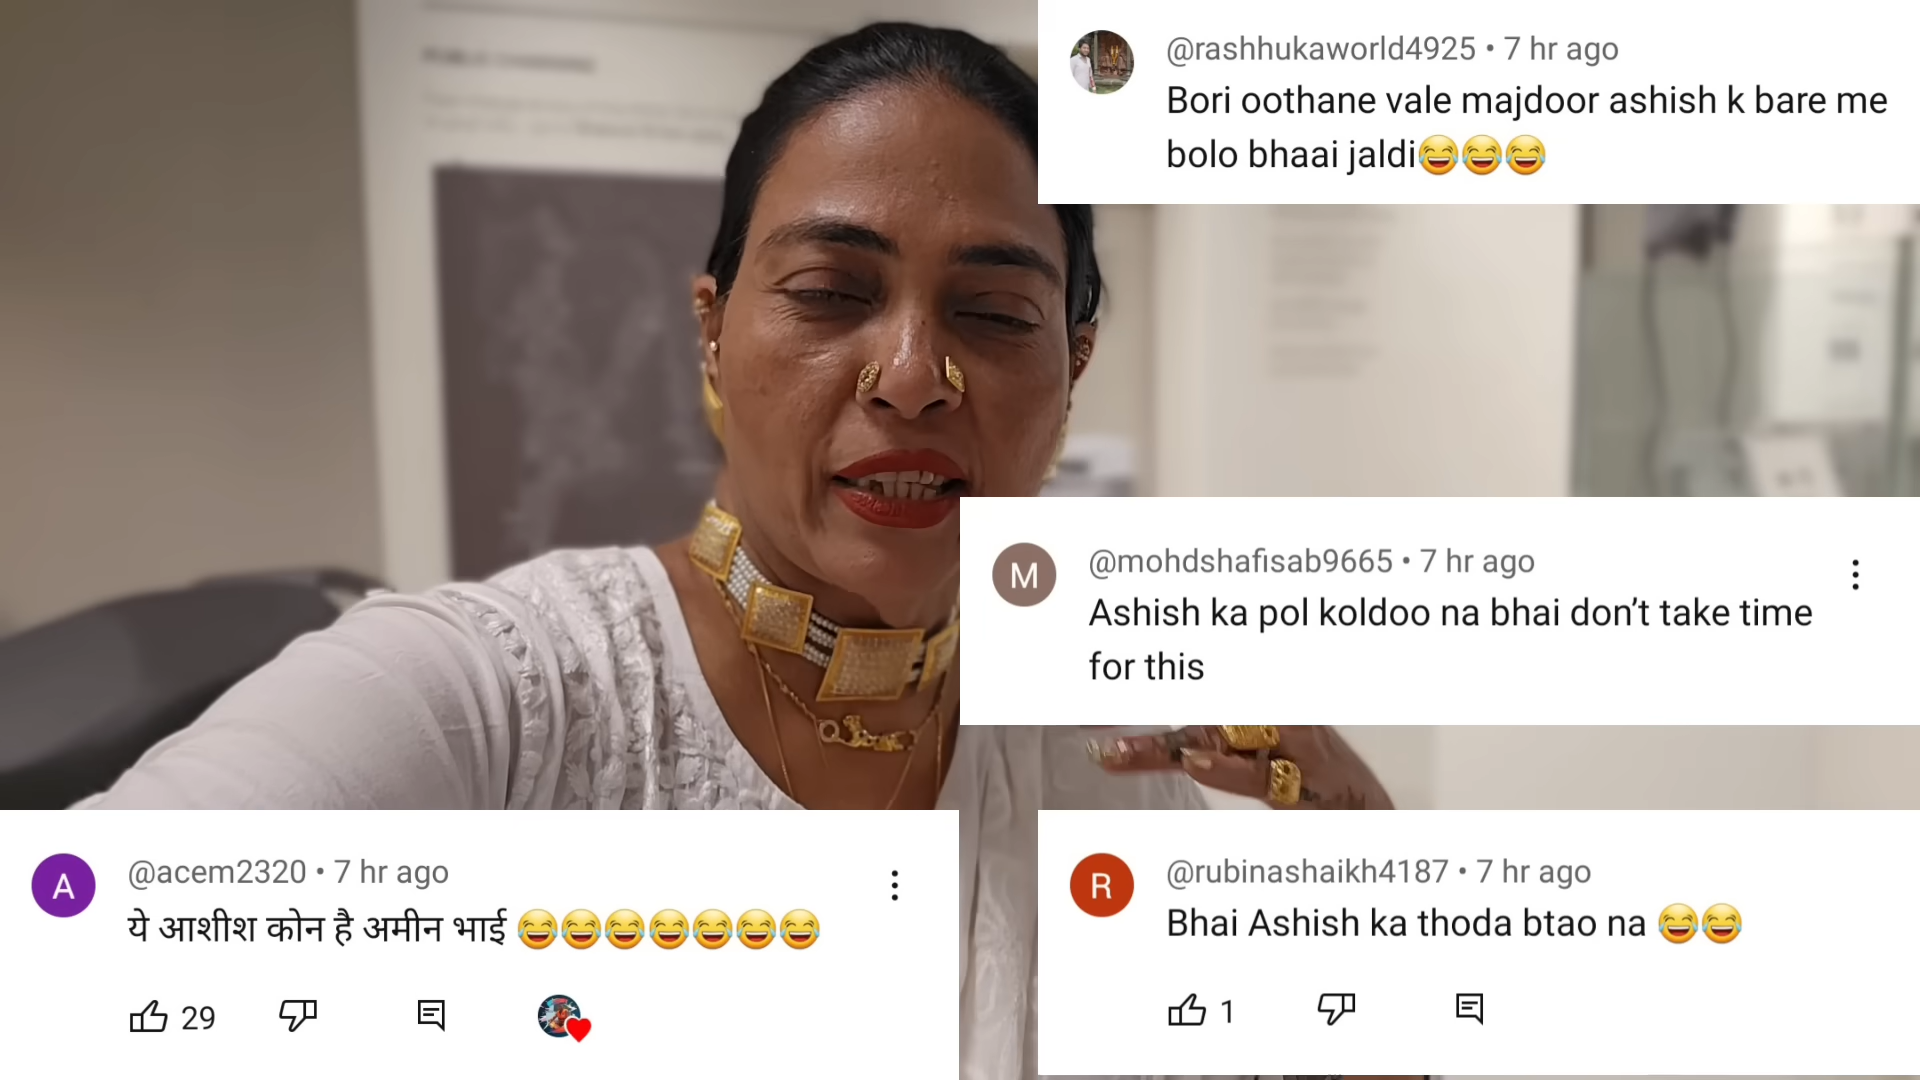 @rashhukaworld4925 • 7 hr ago
Bori oothane vale majdoor ashish k bare me
bolo bhaai jaldi😂😂😂
@mohdshafisab9665 • 7 hr ago
M
Ashish ka pol koldoo na bhai don't take time
for this
@acem2320 • 7 hr ago
A
ये आशीश कोन है अमीन भाई 😂😂😂😂😂😂😂
29
@rubinashaikh4187 • 7 hr ago
R
Bhai Ashish ka thoda btao na 😂😂
1